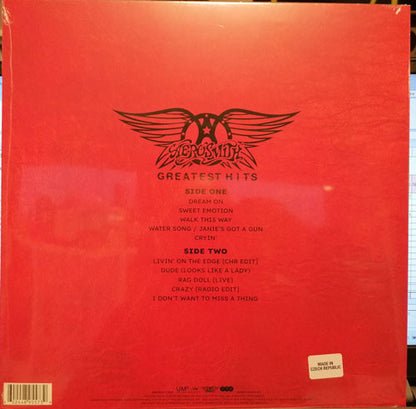 AEROSMITH
GREATEST HITS
SIDE ONE
DREAM ON
SWEET EMOTION
WALK THIS WAY
WATER SONG / JANIE'S GOT A GUN
CRYIN'
SIDE TWO
LIVIN' ON THE EDGE (CHR EDIT)
DUDE (LOOKS LIKE A LADY)
RAG DOLL (LIVE)
CRAZY (RADIO EDIT)
I DON'T WANT TO MISS A THING
MADE IN
CZECH REPUBLIC
UMe